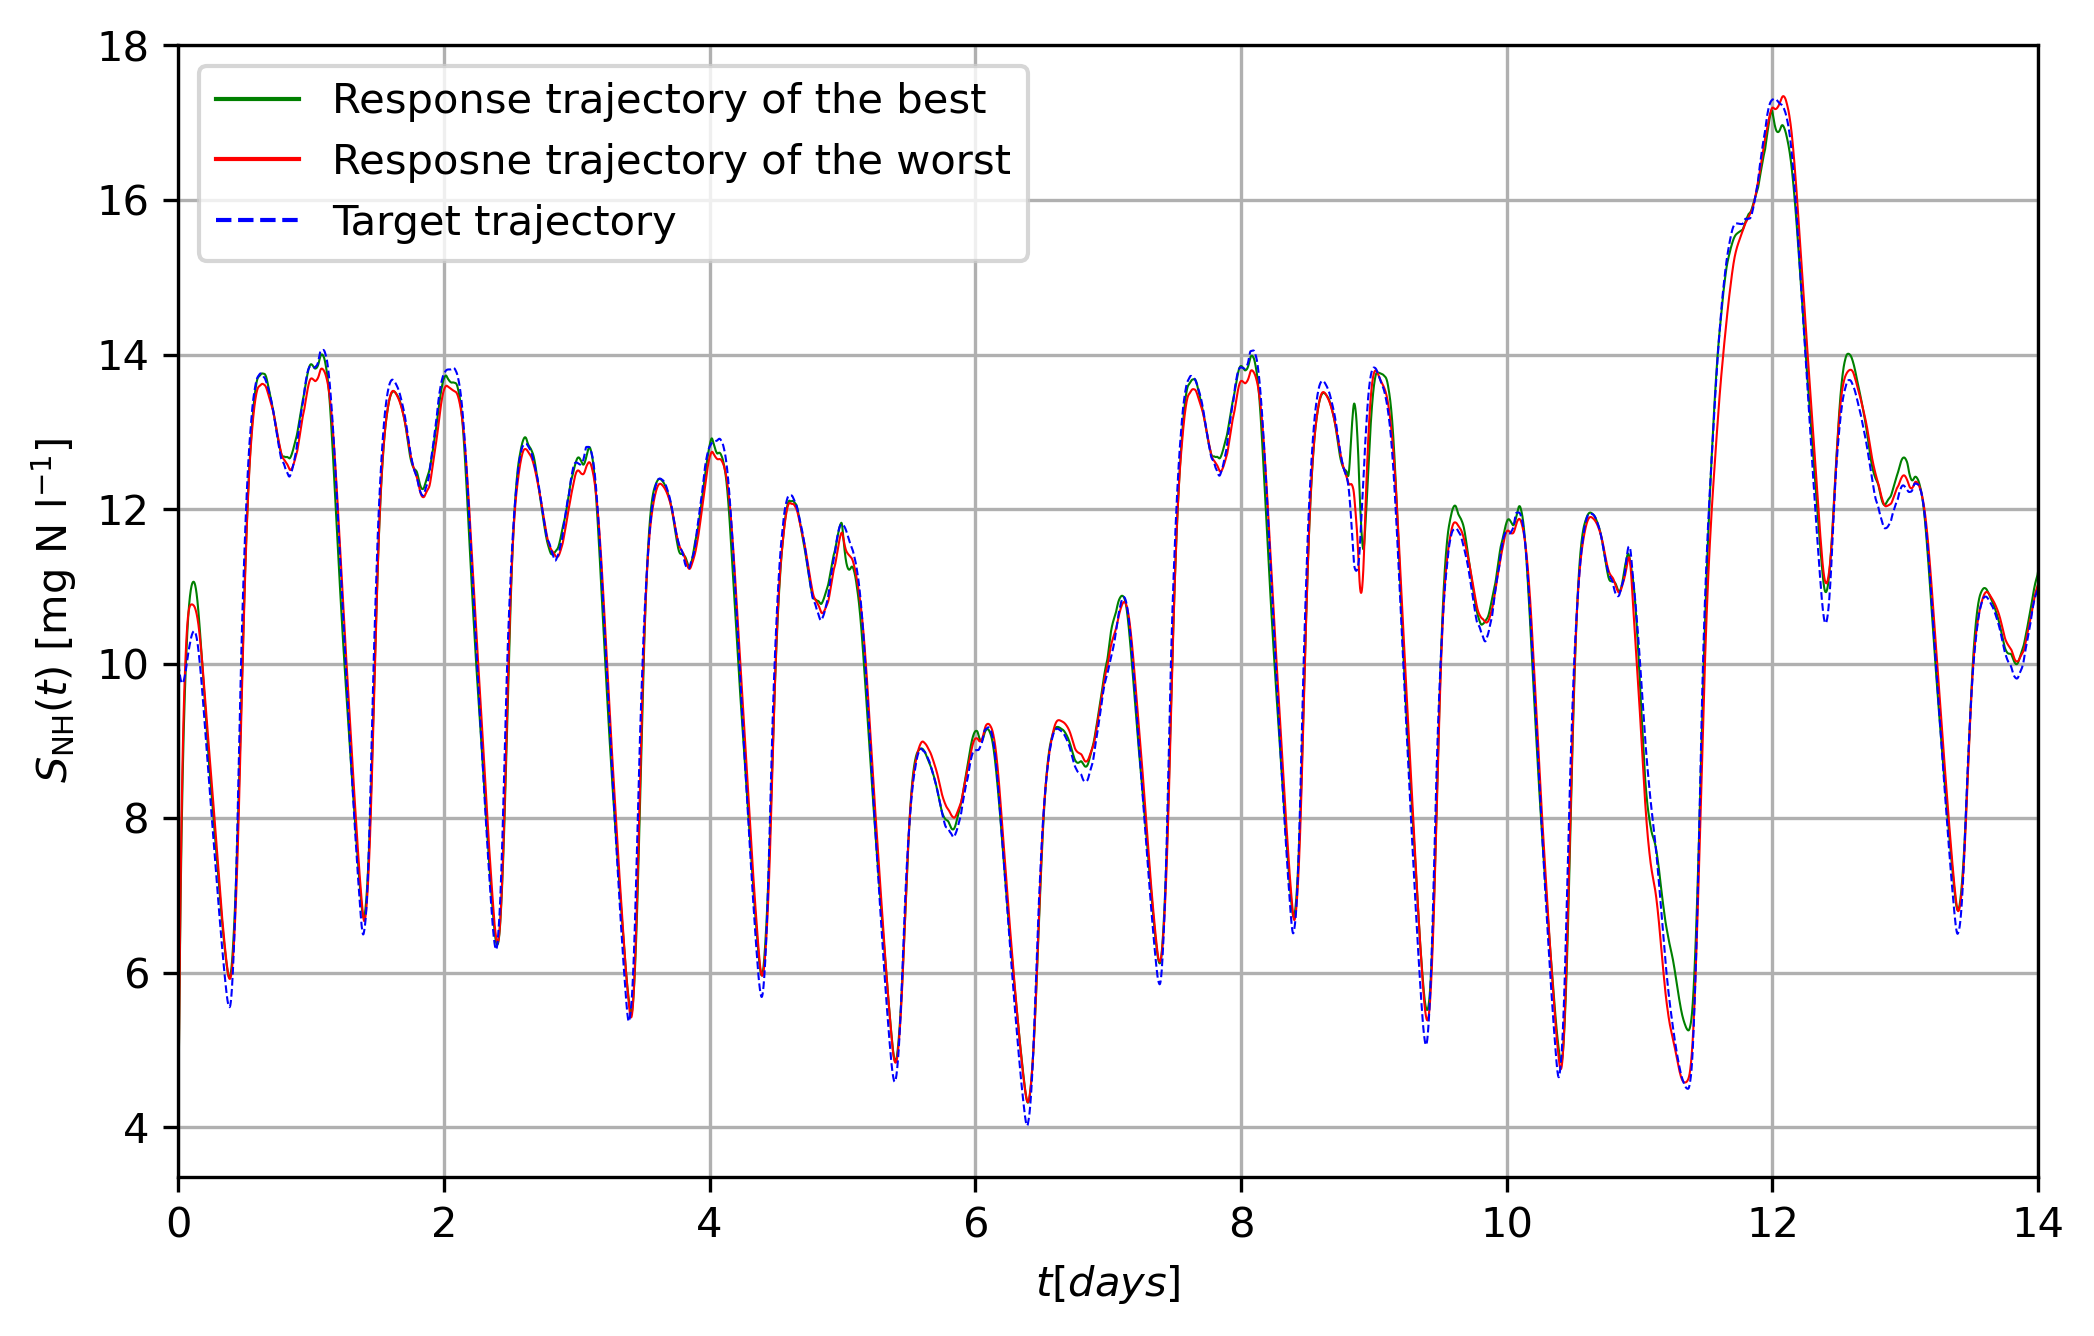 18
16
14
12
10
8
6
4
S_NH(t) [mg N l⁻¹]
Response trajectory of the best
Resposne trajectory of the worst
Target trajectory
0 2 4 6 8 10 12 14
t[days]